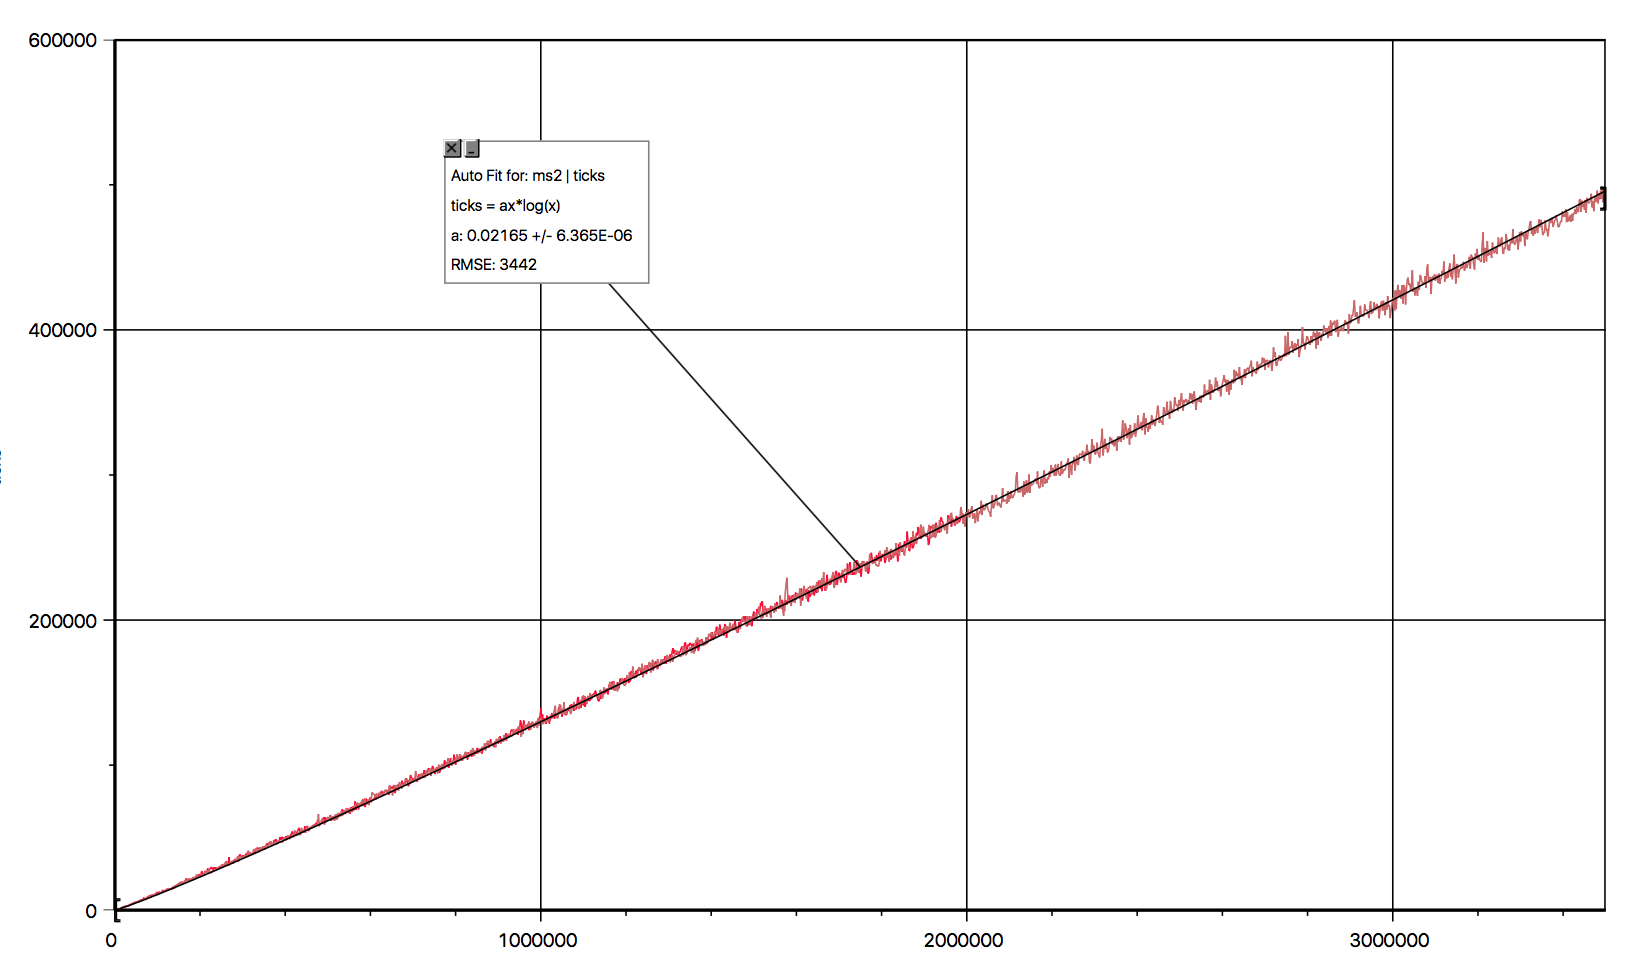 600000
Auto Fit for: ms2 | ticks
ticks = ax*log(x)
a: 0.02165 +/- 6.365E-06
RMSE: 3442
400000
200000
0
0 1000000 2000000 3000000